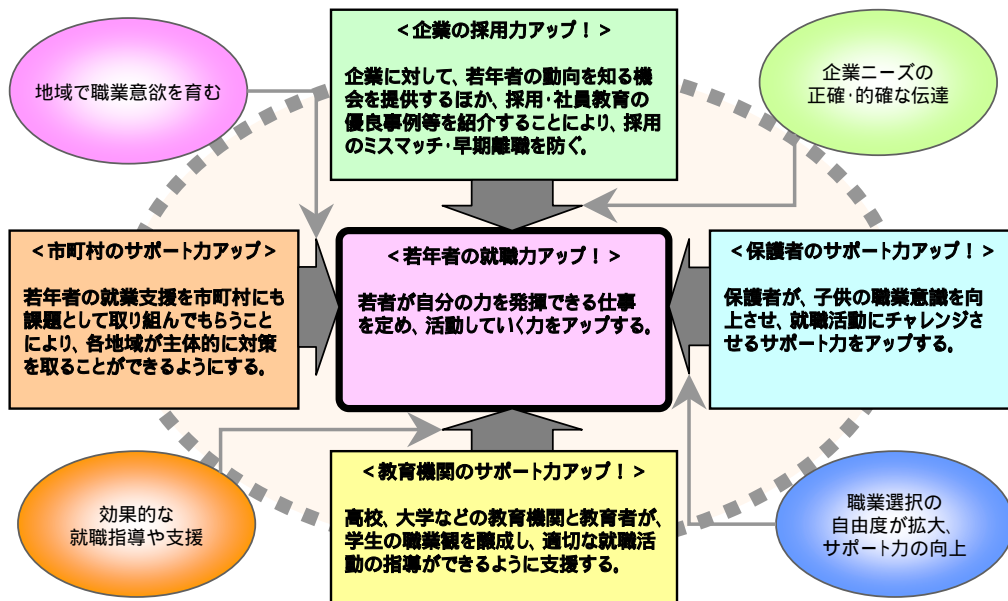 ＜企業の採用力アップ！＞
企業に対して、若年者の動向を知る機
会を提供するほか、採用・社員教育の
優良事例等を紹介することにより、採用
のミスマッチ・早期離職を防ぐ。
地域で職業意欲を育む
企業ニーズの
正確・的確な伝達
＜市町村のサポート力アップ＞
若年者の就業支援を市町村にも
課題として取り組んでもらうこと
により、各地域が主体的に対策
を取ることができるようにする。
＜若年者の就職力アップ！＞
若者が自分の力を発揮できる仕事
を定め、活動していく力をアップする。
＜保護者のサポート力アップ！＞
保護者が、子供の職業意識を向
上させ、就職活動にチャレンジさ
せるサポート力をアップする。
効果的な
就職指導や支援
＜教育機関のサポート力アップ！＞
高校、大学などの教育機関と教育者が、
学生の職業観を醸成し、適切な就職活
動の指導ができるように支援する。
職業選択の
自由度が拡大、
サポート力の向上